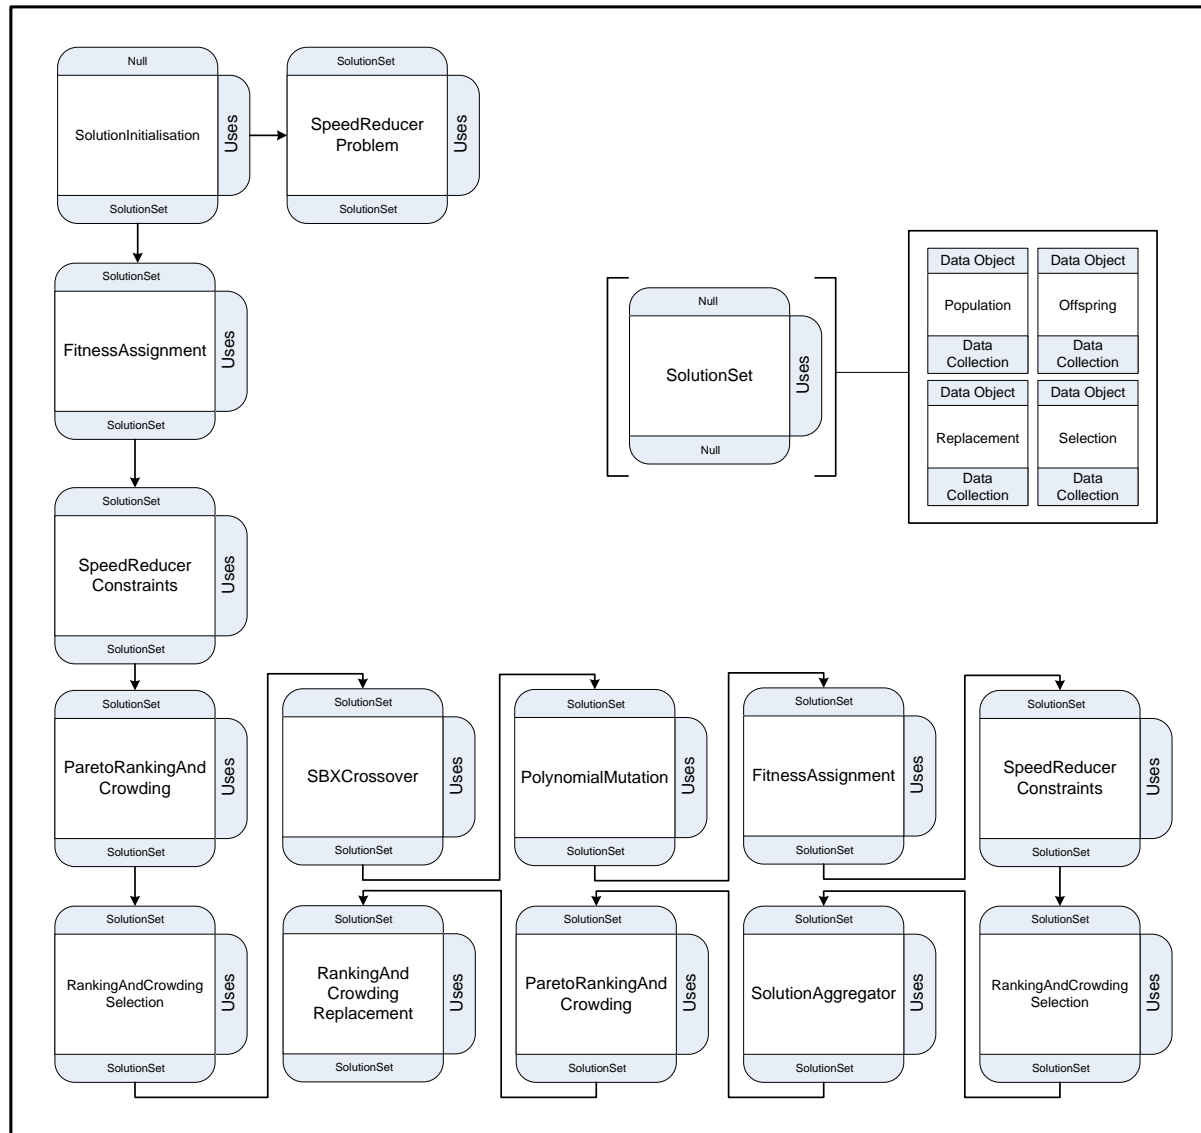 Null
SolutionInitialisation
Uses
SolutionSet
SolutionSet
SpeedReducer
Problem
Uses
SolutionSet
SolutionSet
FitnessAssignment
Uses
SolutionSet
Null
SolutionSet
Uses
Null
Data Object
Population
Data
Collection
Data Object
Offspring
Data
Collection
Data Object
Replacement
Data
Collection
Data Object
Selection
Data
Collection
SolutionSet
SpeedReducer
Constraints
Uses
SolutionSet
SolutionSet
ParetoRankingAnd
Crowding
Uses
SolutionSet
SolutionSet
SBXCrossover
Uses
SolutionSet
SolutionSet
PolynomialMutation
Uses
SolutionSet
SolutionSet
FitnessAssignment
Uses
SolutionSet
SolutionSet
SpeedReducer
Constraints
Uses
SolutionSet
SolutionSet
RankingAndCrowding
Selection
Uses
SolutionSet
SolutionSet
RankingAnd
Crowding
Replacement
Uses
SolutionSet
SolutionSet
ParetoRankingAnd
Crowding
Uses
SolutionSet
SolutionSet
SolutionAggregator
Uses
SolutionSet
SolutionSet
RankingAndCrowding
Selection
Uses
SolutionSet